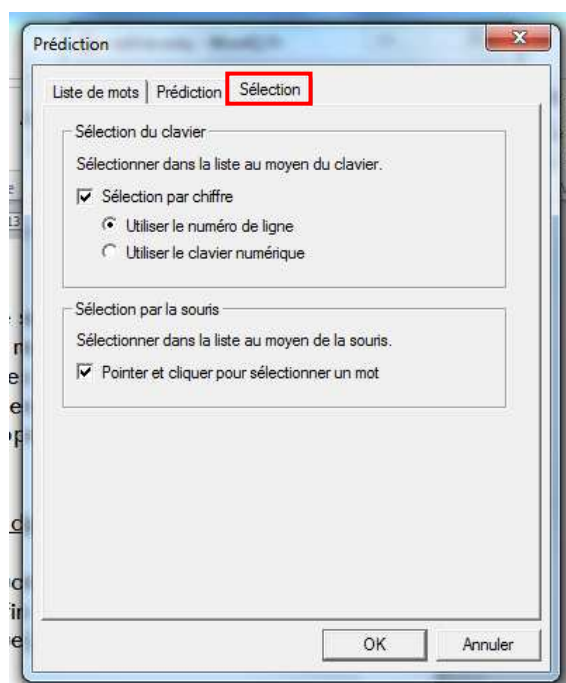 Prédiction
Liste de mots Prédiction Sélection
Sélection du clavier
Sélectionner dans la liste au moyen du clavier.
Sélection par chiffre
Utiliser le numéro de ligne
Utiliser le clavier numérique
Sélection par la souris
Sélectionner dans la liste au moyen de la souris.
Pointer et cliquer pour sélectionner un mot
OK Annuler